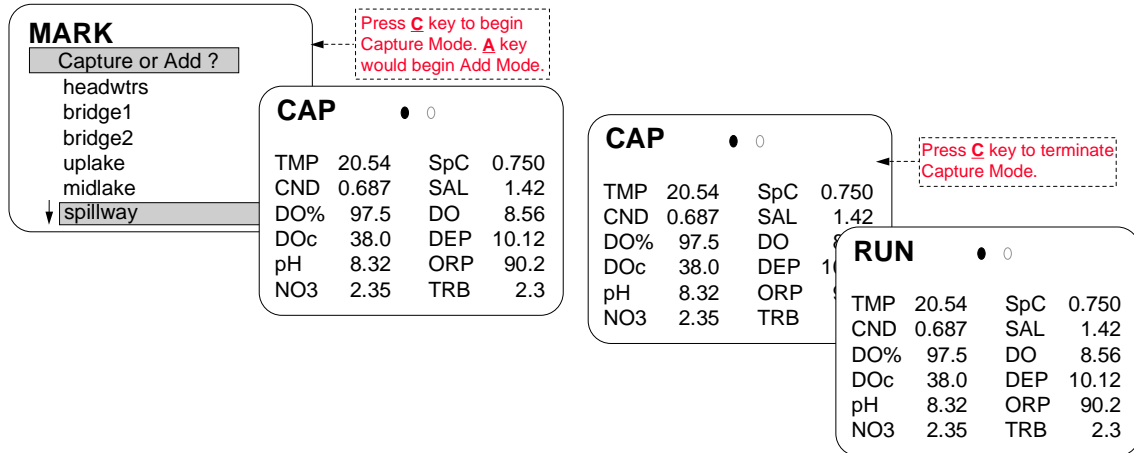 MARK
Capture or Add ?
headwtrs
bridge1
bridge2
uplake
midlake
spillway
Press C key to begin
Capture Mode. A key
would begin Add Mode.
CAP
TMP 20.54 SpC 0.750
CND 0.687 SAL 1.42
DO% 97.5 DO 8.56
DOc 38.0 DEP 10.12
pH 8.32 ORP 90.2
NO3 2.35 TRB 2.3
CAP
TMP 20.54 SpC 0.750
CND 0.687 SAL 1.42
DO% 97.5 DO
DOc 38.0 DEP
pH 8.32 ORP
NO3 2.35 TRB
Press C key to terminate
Capture Mode.
RUN
TMP 20.54 SpC 0.750
CND 0.687 SAL 1.42
DO% 97.5 DO 8.56
DOc 38.0 DEP 10.12
pH 8.32 ORP 90.2
NO3 2.35 TRB 2.3